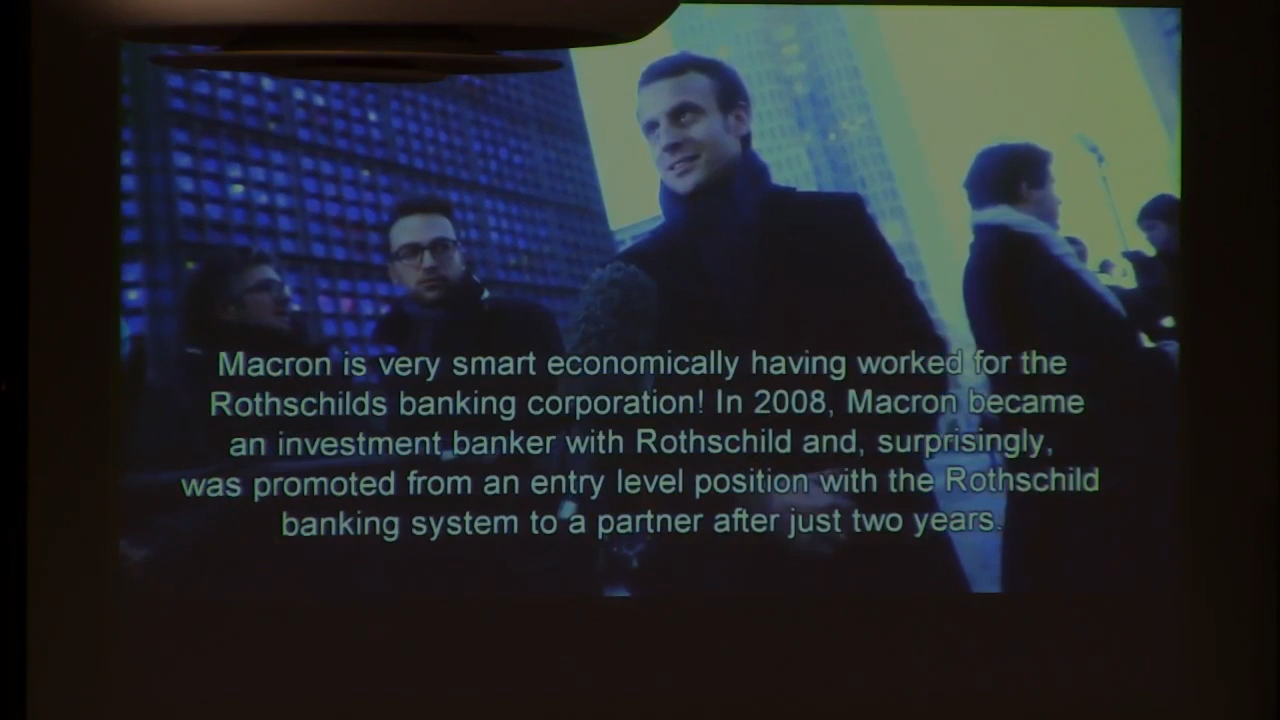 Macron is very smart economically having worked for the
Rothschilds banking corporation! In 2008, Macron became
an investment banker with Rothschild and, surprisingly,
was promoted from an entry level position with the Rothschild
banking system to a partner after just two years.